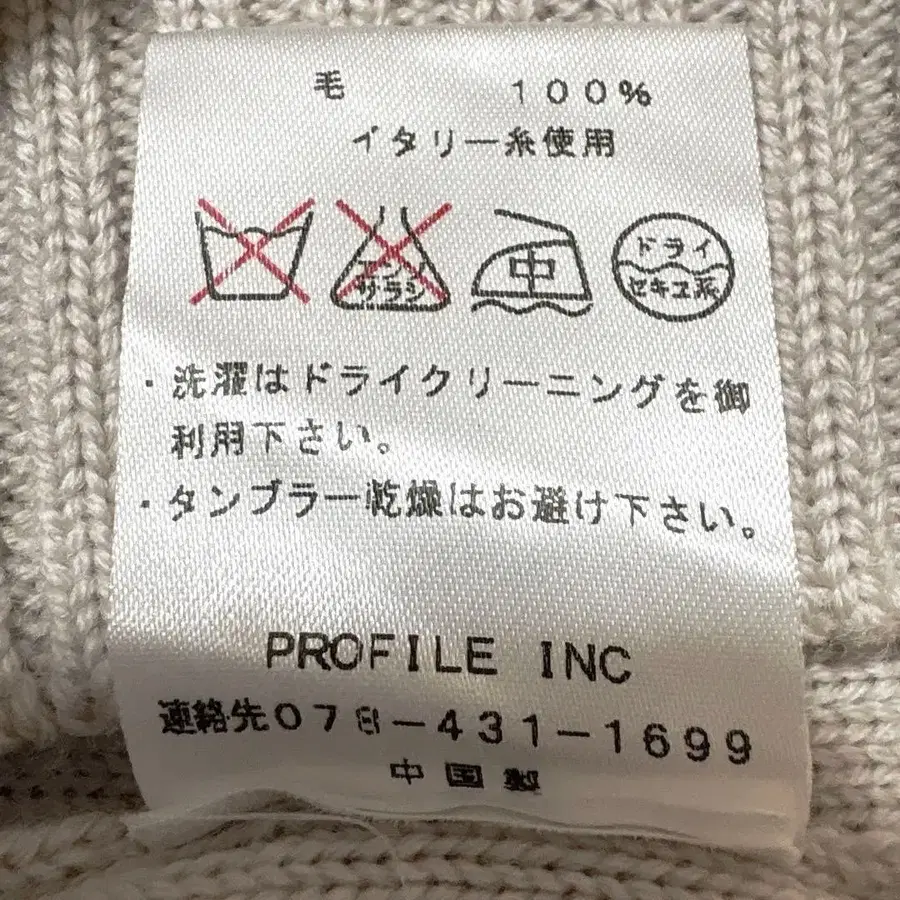 毛 100%
イタリー糸使用
エンソ
サラシ
中
ドライ
セキユ系
・洗濯はドライクリーニングを御
利用下さい。
・タンブラー乾燥はお避け下さい。
PROFILE INC
連絡先078-431-1699
中国製